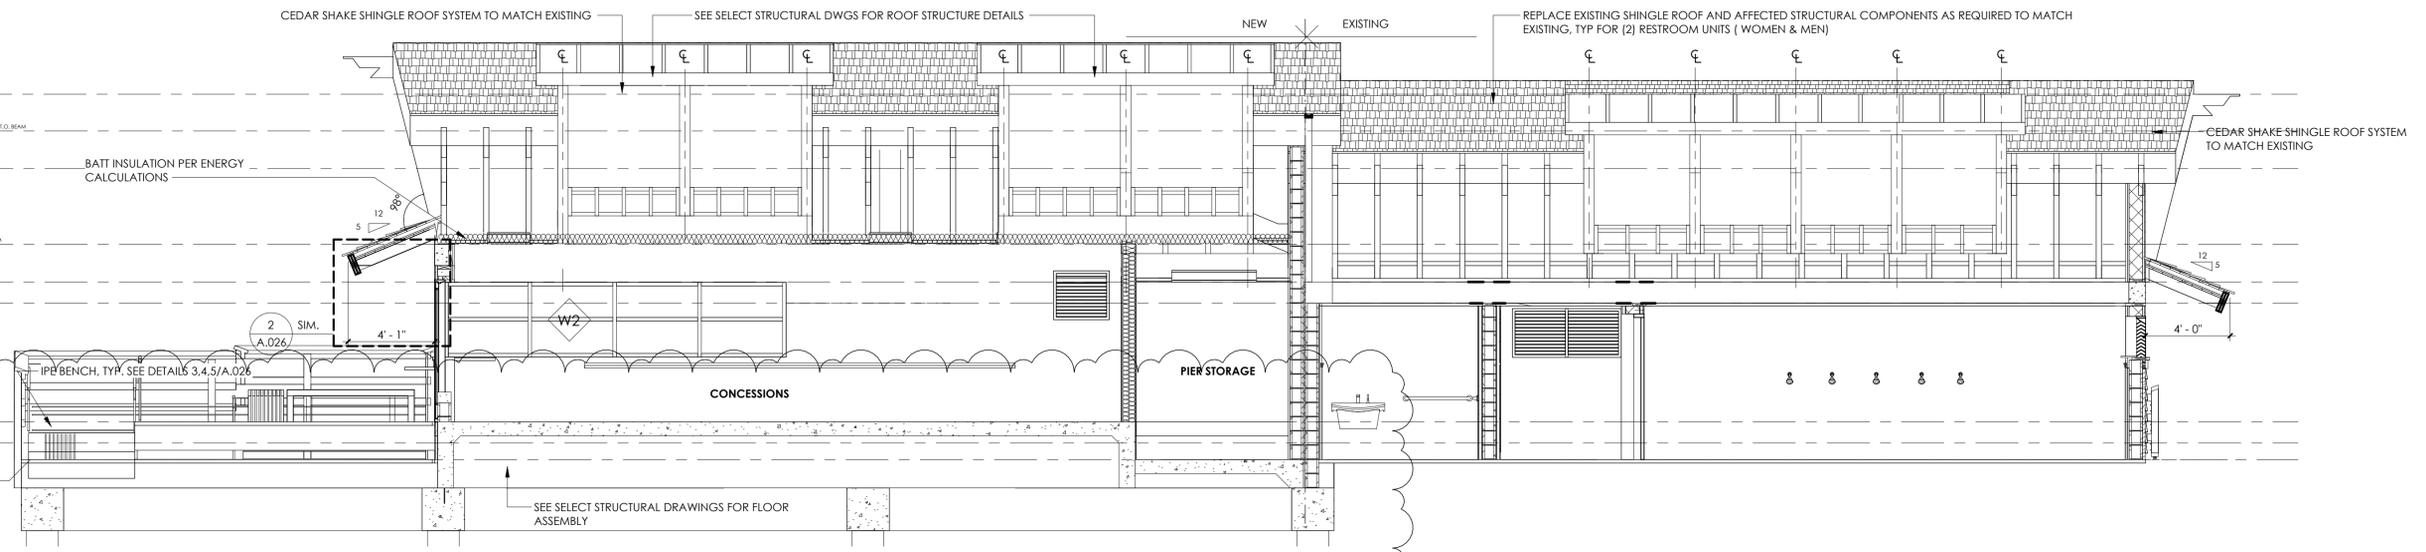 CEDAR SHAKE SHINGLE ROOF SYSTEM TO MATCH EXISTING
SEE SELECT STRUCTURAL DWGS FOR ROOF STRUCTURE DETAILS
NEW
EXISTING
REPLACE EXISTING SHINGLE ROOF AND AFFECTED STRUCTURAL COMPONENTS AS REQUIRED TO MATCH
EXISTING, TYP FOR (2) RESTROOM UNITS ( WOMEN & MEN)
℄ ℄ ℄ ℄ ℄ ℄ ℄ ℄ ℄ ℄ ℄
T.O. BEAM
CEDAR SHAKE SHINGLE ROOF SYSTEM
TO MATCH EXISTING
BATT INSULATION PER ENERGY
CALCULATIONS
98°
12
5
12
5
2
SIM.
A.026
4' - 1"
W2
4' - 0"
IPE BENCH, TYP. SEE DETAILS 3,4,5/A.026
PIER STORAGE
CONCESSIONS
SEE SELECT STRUCTURAL DRAWINGS FOR FLOOR
ASSEMBLY